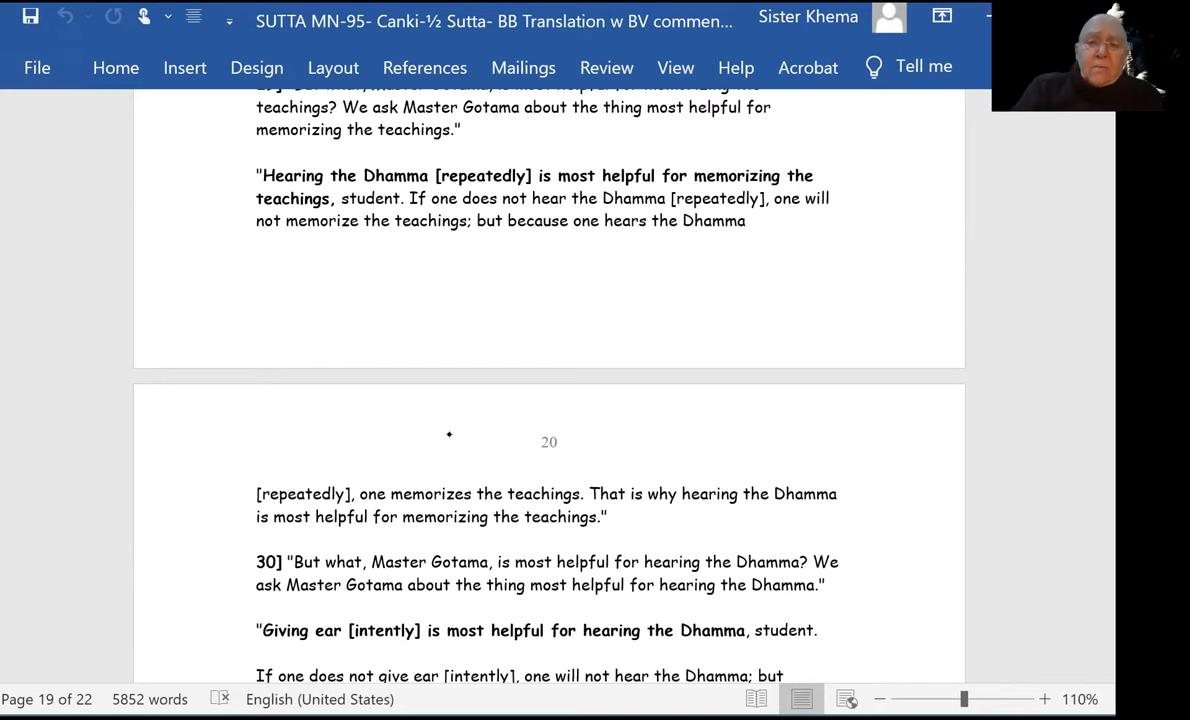 SUTTA MN-95- Canki-½ Sutta- BB Translation w BV commen...
Sister Khema
File Home Insert Design Layout References Mailings Review View Help Acrobat Tell me
teachings? We ask Master Gotama about the thing most helpful for
memorizing the teachings."
"Hearing the Dhamma [repeatedly] is most helpful for memorizing the
teachings, student. If one does not hear the Dhamma [repeatedly], one will
not memorize the teachings; but because one hears the Dhamma
20
[repeatedly], one memorizes the teachings. That is why hearing the Dhamma
is most helpful for memorizing the teachings."
30] "But what, Master Gotama, is most helpful for hearing the Dhamma? We
ask Master Gotama about the thing most helpful for hearing the Dhamma."
"Giving ear [intently] is most helpful for hearing the Dhamma, student.
If one does not give ear [intently], one will not hear the Dhamma; but
Page 19 of 22 5852 words English (United States) 110%